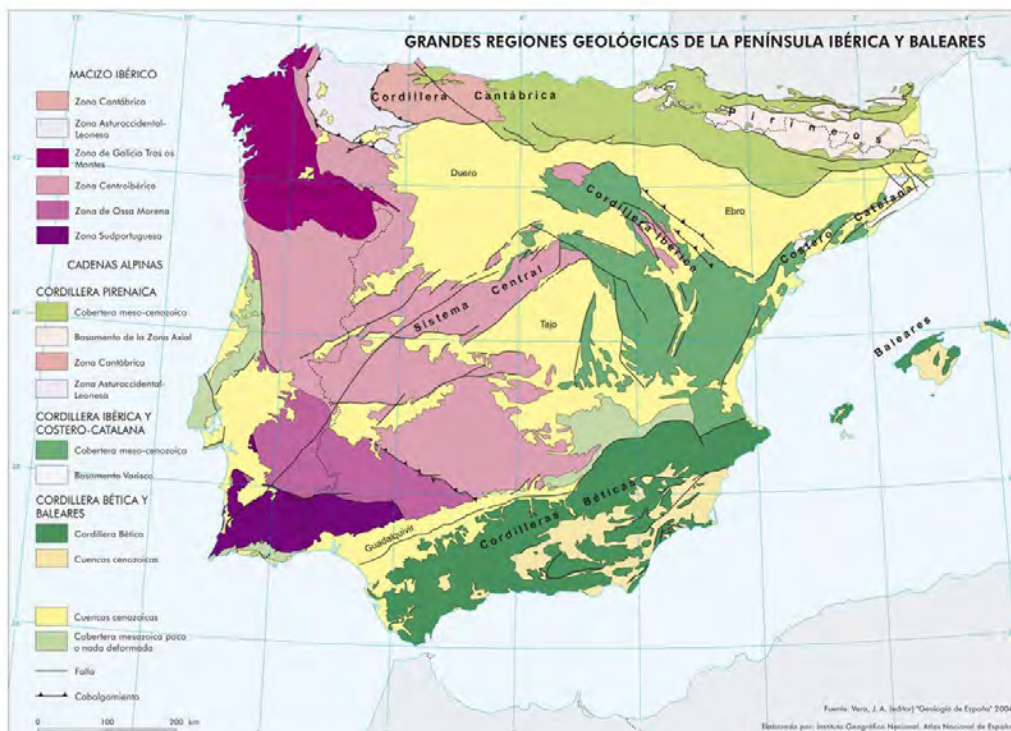 GRANDES REGIONES GEOLÓGICAS DE LA PENÍNSULA IBÉRICA Y BALEARES
MACIZO IBÉRICO
Zona Cantábrica
Zona Asturoccidental-
Leonesa
Zona de Galicia Tras os
Montes
Zona Centroibérica
Zona de Ossa Morena
Zona Sudportuguesa
CADENAS ALPINAS
CORDILLERA PIRENAICA
Cobertera meso-cenozoica
Basamento de la Zona Axial
Zona Cantábrica
Zona Asturoccidental-
Leonesa
CORDILLERA IBÉRICA Y
COSTERO-CATALANA
Cobertera meso-cenozoica
Basamento Varisco
CORDILLERA BÉTICA Y
BALEARES
Cordillera Bética
Cuencas cenozoicas
Cuencas cenozoicas
Cobertera mesozoica poco
o nada deformada
Falla
Cabalgamiento
0 100 200 km
Cordillera Cantábrica
Pirineos
Duero
Ebro
Cordillera Ibérica
Costero Catalana
Sistema Central
Tajo
Baleares
Guadalquivir
Cordilleras Béticas
Fuente: Vera, J. A. (editor) "Geología de España" 2004
Elaborado por: Instituto Geográfico Nacional. Atlas Nacional de España